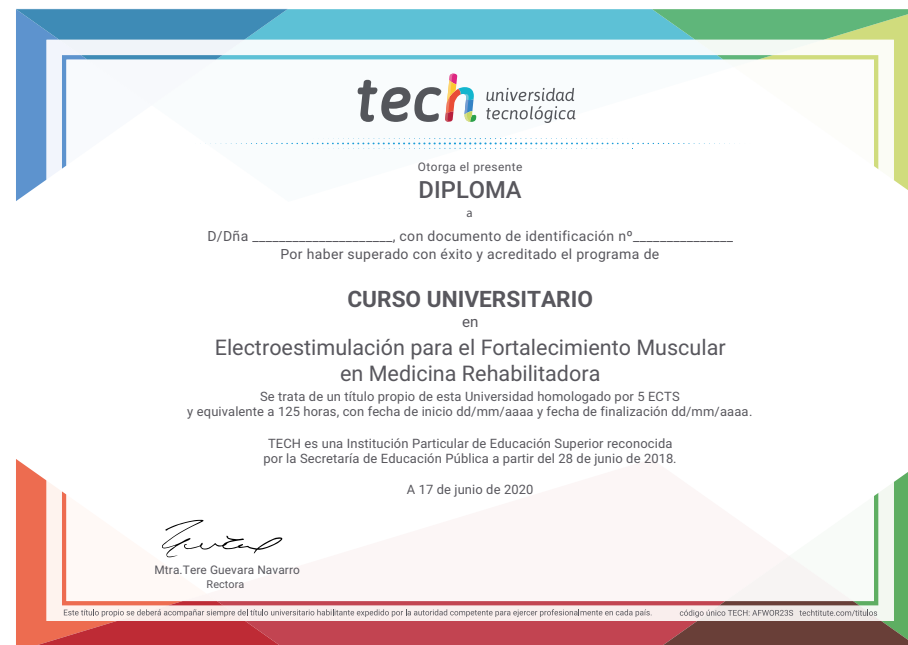 tech universidad
tecnológica
Otorga el presente
DIPLOMA
a
D/Dña _____________________, con documento de identificación nº_______________
Por haber superado con éxito y acreditado el programa de
CURSO UNIVERSITARIO
en
Electroestimulación para el Fortalecimiento Muscular
en Medicina Rehabilitadora
Se trata de un título propio de esta Universidad homologado por 5 ECTS
y equivalente a 125 horas, con fecha de inicio dd/mm/aaaa y fecha de finalización dd/mm/aaaa.
TECH es una Institución Particular de Educación Superior reconocida
por la Secretaría de Educación Pública a partir del 28 de junio de 2018.
A 17 de junio de 2020
Mtra.Tere Guevara Navarro
Rectora
Este título propio se deberá acompañar siempre del título universitario habilitante expedido por la autoridad competente para ejercer profesionalmente en cada país. código único TECH: AFWOR23S techtitute.com/titulos